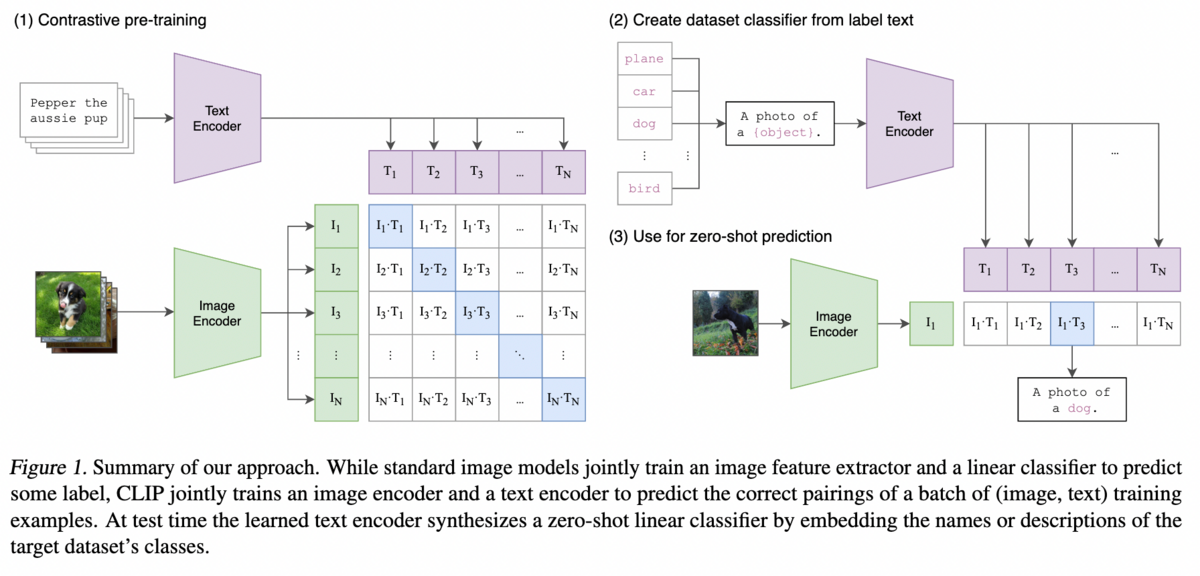 (1) Contrastive pre-training
Pepper the
aussie pup
Text
Encoder
...
T1 T2 T3 ... TN
I1 I1·T1 I1·T2 I1·T3 ... I1·TN
I2 I2·T1 I2·T2 I2·T3 ... I2·TN
Image
Encoder
I3 I3·T1 I3·T2 I3·T3 ... I3·TN
⋮ ⋮ ⋮ ⋮ ⋮ ⋱ ⋮
IN IN·T1 IN·T2 IN·T3 ... IN·TN
(2) Create dataset classifier from label text
plane
car
dog
⋮ ⋮
bird
A photo of
a {object}.
Text
Encoder
...
(3) Use for zero-shot prediction
T1 T2 T3 ... TN
Image
Encoder
I1 I1·T1 I1·T2 I1·T3 ... I1·TN
A photo of
a dog.
Figure 1. Summary of our approach. While standard image models jointly train an image feature extractor and a linear classifier to predict
some label, CLIP jointly trains an image encoder and a text encoder to predict the correct pairings of a batch of (image, text) training
examples. At test time the learned text encoder synthesizes a zero-shot linear classifier by embedding the names or descriptions of the
target dataset's classes.